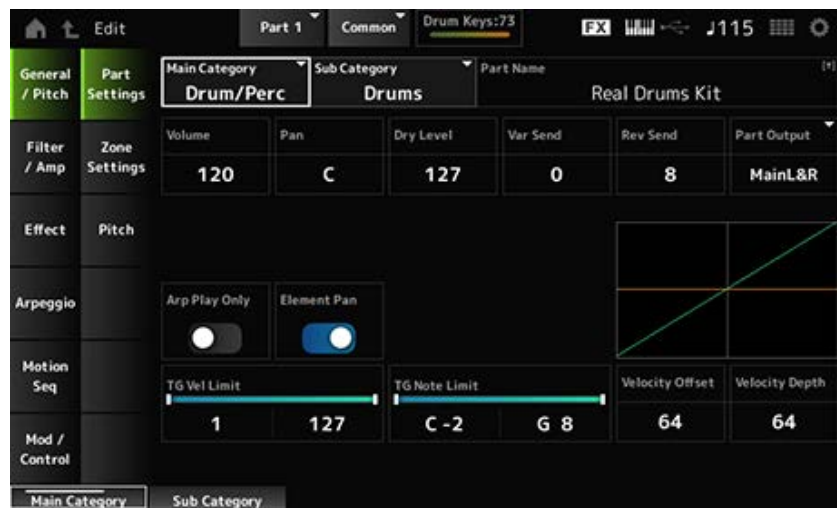 Edit Part 1 Common Drum Keys:73 FX ♩115
General / Pitch
Part Settings
Main Category
Drum/Perc
Sub Category
Drums
Part Name
Real Drums Kit
Filter / Amp
Zone Settings
Volume
120
Pan
C
Dry Level
127
Var Send
0
Rev Send
8
Part Output
MainL&R
Effect
Pitch
Arpeggio
Arp Play Only
Element Pan
Motion Seq
TG Vel Limit
1 127
TG Note Limit
C -2 G 8
Velocity Offset
64
Velocity Depth
64
Mod / Control
Main Category Sub Category